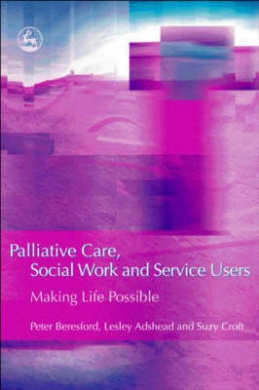 Palliative Care,
Social Work and Service Users
Making Life Possible
Peter Beresford, Lesley Adshead and Suzy Croft